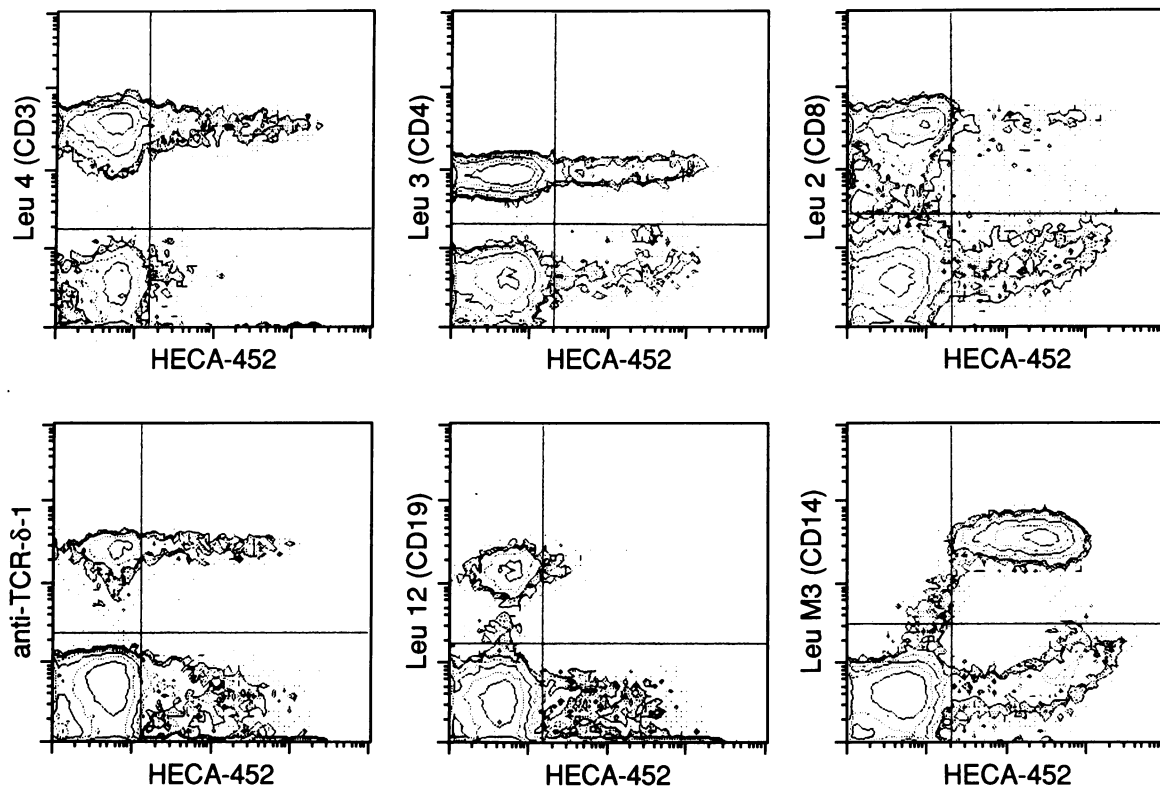 Leu 4 (CD3)
HECA-452
Leu 3 (CD4)
HECA-452
Leu 2 (CD8)
HECA-452
anti-TCR-δ-1
HECA-452
Leu 12 (CD19)
HECA-452
Leu M3 (CD14)
HECA-452